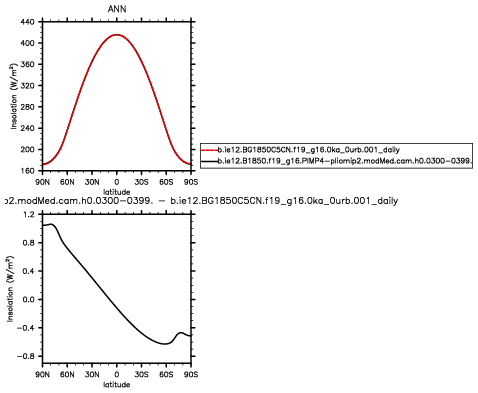 ANN
440
400
360
320
280
240
200
160
Insolation (W/m²)
90N 60N 30N 0 30S 60S 90S
latitude
b.ie12.BG1850C5CN.f19_g16.0ka_0urb.001_daily
b.ie12.B1850.f19_g16.PlMP4-pliomip2.modMed.cam.h0.0300-0399.
p2.modMed.cam.h0.0300-0399. - b.ie12.BG1850C5CN.f19_g16.0ka_0urb.001_daily
1.2
0.8
0.4
0.0
-0.4
-0.8
Insolation (W/m²)
90N 60N 30N 0 30S 60S 90S
latitude